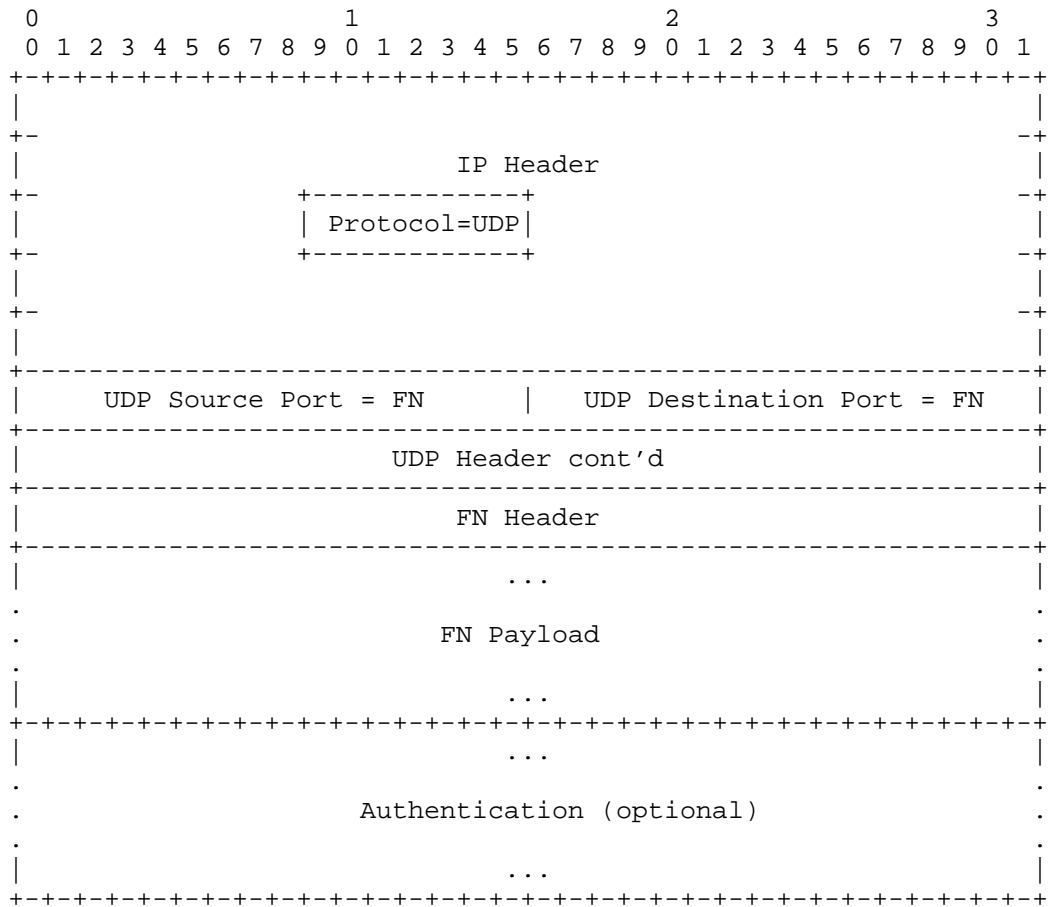 0                   1                   2                   3
 0 1 2 3 4 5 6 7 8 9 0 1 2 3 4 5 6 7 8 9 0 1 2 3 4 5 6 7 8 9 0 1
+-+-+-+-+-+-+-+-+-+-+-+-+-+-+-+-+-+-+-+-+-+-+-+-+-+-+-+-+-+-+-+-+
|                                                               |
+-                                                             -+
|                           IP Header                           |
+-                +-------------+                              -+
|                 | Protocol=UDP|                               |
+-                +-------------+                              -+
|                                                               |
+-                                                             -+
|                                                               |
+---------------------------------------------------------------+
|     UDP Source Port = FN      |   UDP Destination Port = FN   |
+---------------------------------------------------------------+
|                       UDP Header cont’d                       |
+---------------------------------------------------------------+
|                           FN Header                           |
+---------------------------------------------------------------+
|                              ...                              |
.                                                               .
.                          FN Payload                           .
.                                                               .
|                              ...                              |
+-+-+-+-+-+-+-+-+-+-+-+-+-+-+-+-+-+-+-+-+-+-+-+-+-+-+-+-+-+-+-+-+
|                              ...                              |
.                                                               .
.                     Authentication (optional)                 .
.                                                               .
|                              ...                              |
+-+-+-+-+-+-+-+-+-+-+-+-+-+-+-+-+-+-+-+-+-+-+-+-+-+-+-+-+-+-+-+-+